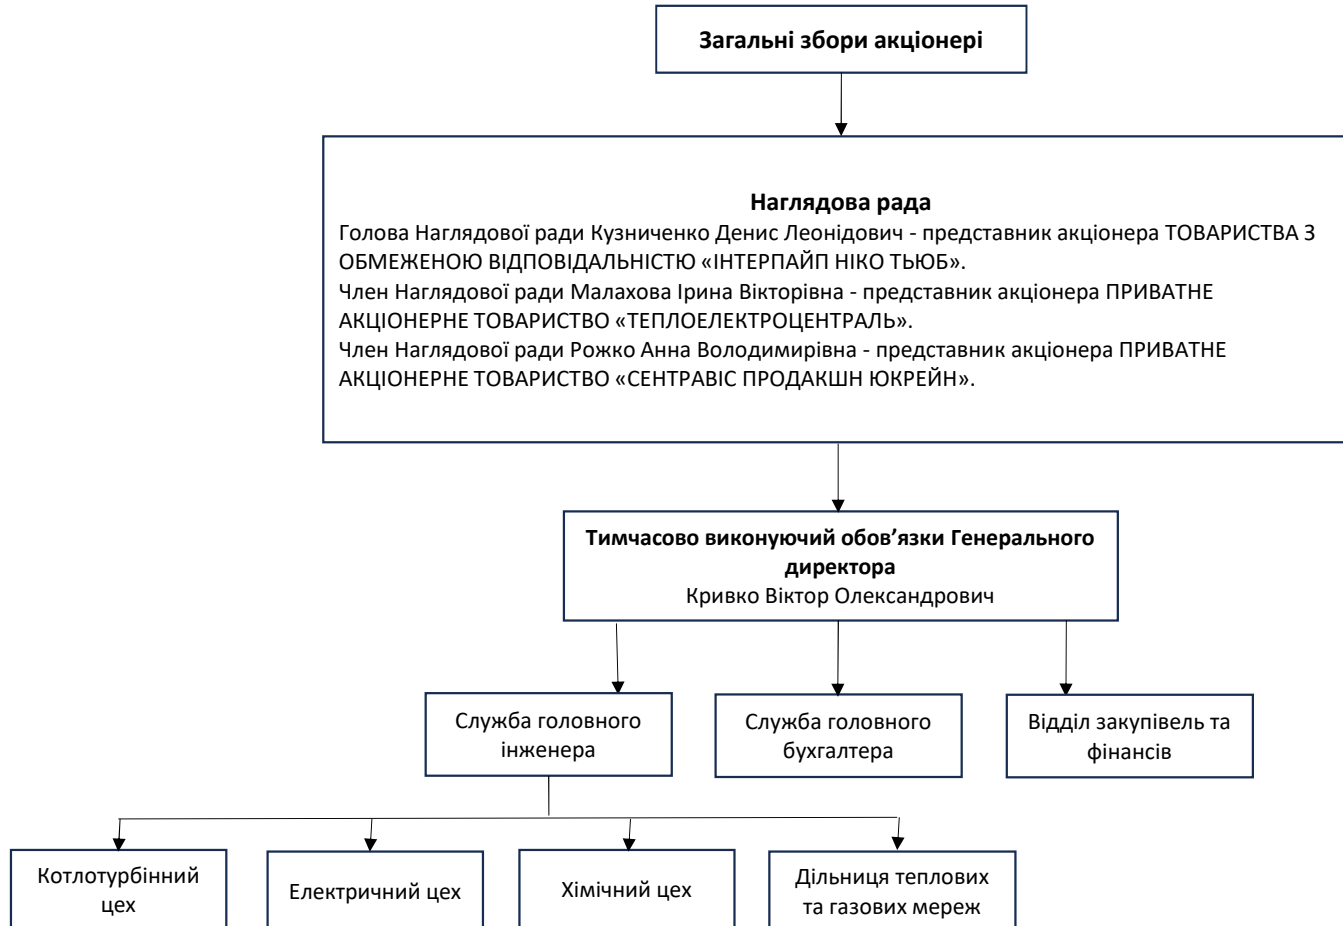 Загальні збори акціонері
Наглядова рада
Голова Наглядової ради Кузниченко Денис Леонідович - представник акціонера ТОВАРИСТВА З
ОБМЕЖЕНОЮ ВІДПОВІДАЛЬНІСТЮ «ІНТЕРПАЙП НІКО ТЬЮБ».
Член Наглядової ради Малахова Ірина Вікторівна - представник акціонера ПРИВАТНЕ
АКЦІОНЕРНЕ ТОВАРИСТВО «ТЕПЛОЕЛЕКТРОЦЕНТРАЛЬ».
Член Наглядової ради Рожко Анна Володимирівна - представник акціонера ПРИВАТНЕ
АКЦІОНЕРНЕ ТОВАРИСТВО «СЕНТРАВІС ПРОДАКШН ЮКРЕЙН».
Тимчасово виконуючий обов’язки Генерального
директора
Кривко Віктор Олександрович
Служба головного
інженера
Служба головного
бухгалтера
Відділ закупівель та
фінансів
Котлотурбінний
цех
Електричний цех
Хімічний цех
Дільниця теплових
та газових мереж